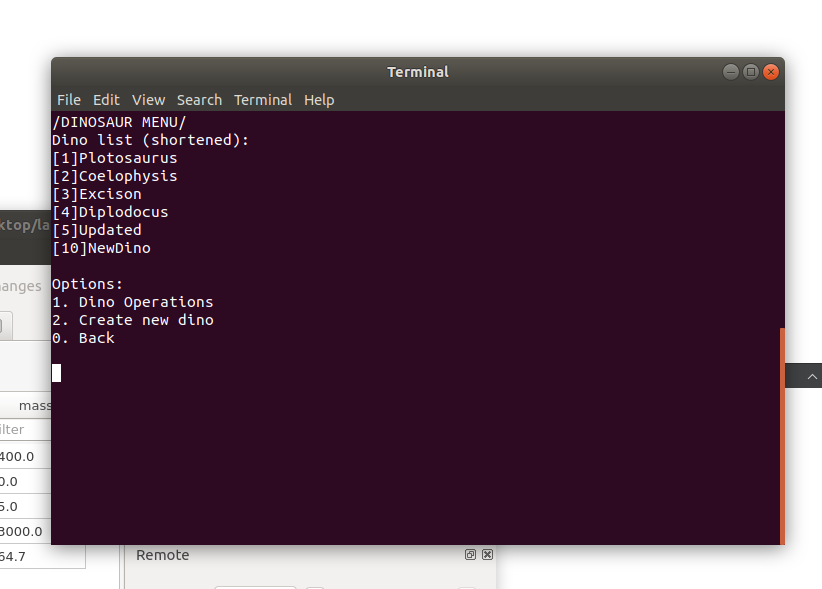 Terminal
File Edit View Search Terminal Help
/DINOSAUR MENU/
Dino list (shortened):
[1]Plotosaurus
[2]Coelophysis
[3]Excison
[4]Diplodocus
[5]Updated
[10]NewDino
Options:
1. Dino Operations
2. Create new dino
0. Back
ktop/la
anges
mass
ilter
400.0
0.0
5.0
3000.0
64.7
Remote